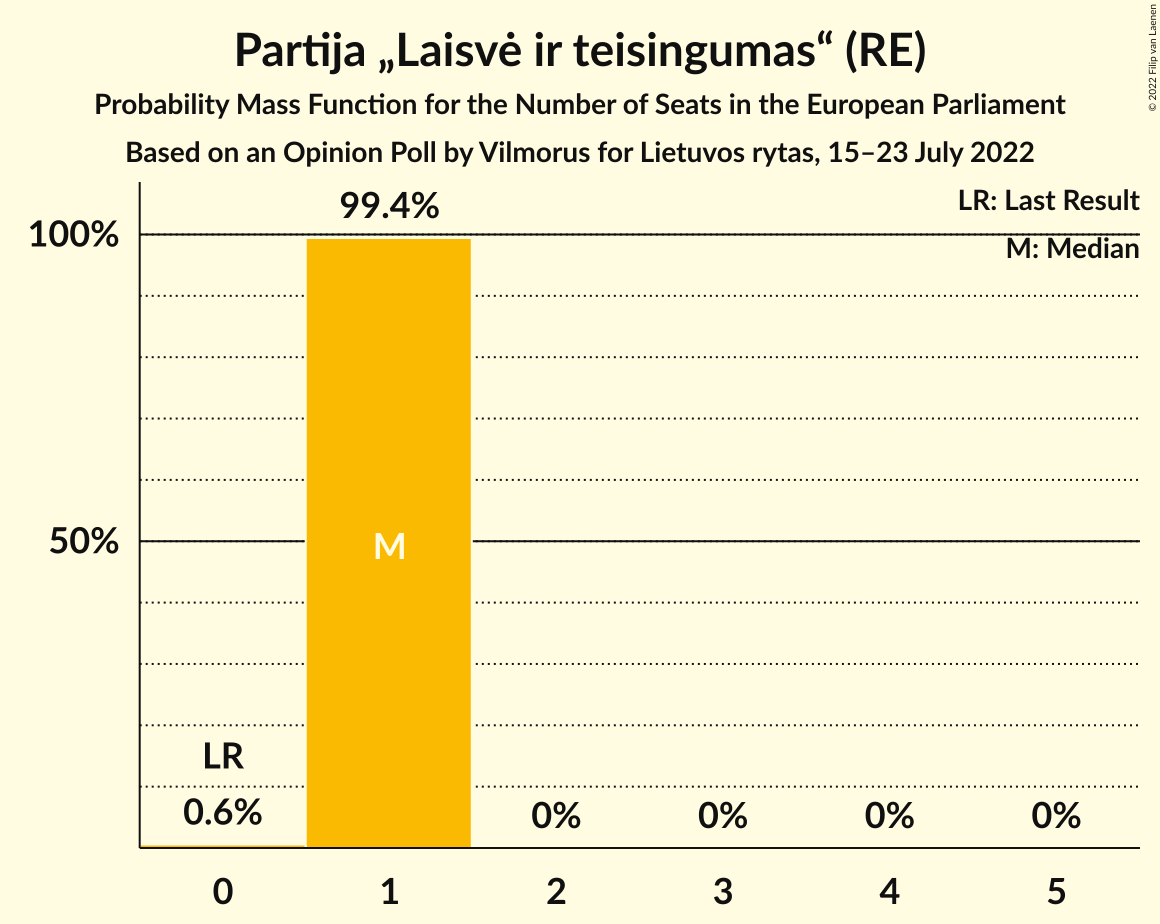 Partija „Laisvė ir teisingumas“ (RE)
Probability Mass Function for the Number of Seats in the European Parliament
Based on an Opinion Poll by Vilmorus for Lietuvos rytas, 15–23 July 2022
© 2022 Filip van Laenen
LR: Last Result
M: Median
99.4%
100%
50%
M
LR
0.6%
0%
0%
0%
0%
0
1
2
3
4
5